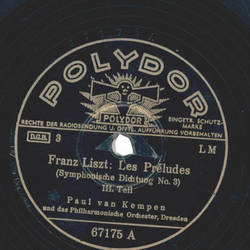 POLYDOR
POLYDOR
EINGETR. SCHUTZ-
MARKE
RECHTE DER RADIOSENDUNG U. ÖFFTL. AUFFÜHRUNG VORBEHALTEN
3
LM
Franz Liszt: Les Préludes
(Symphonische Dichtung No. 3)
III. Teil
Paul van Kempen
und das Philharmonische Orchester, Dresden
67175 A